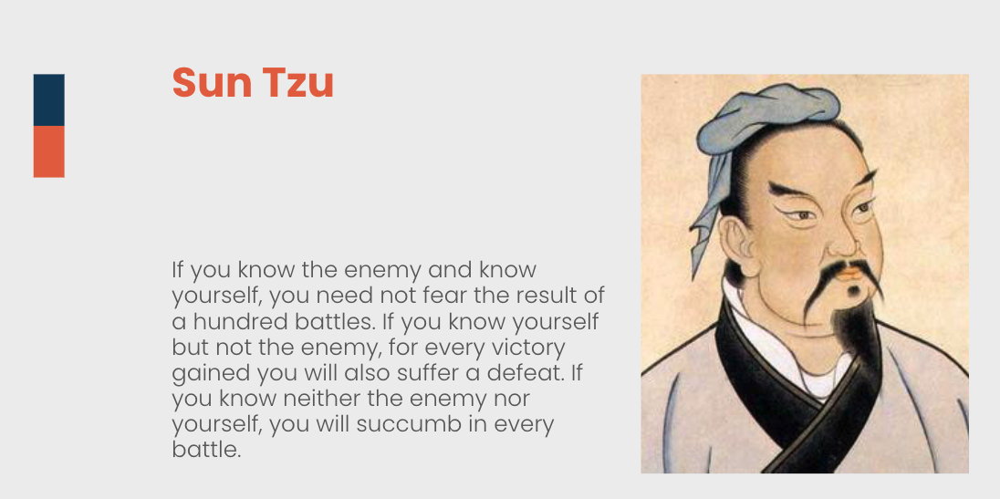 Sun Tzu
If you know the enemy and know
yourself, you need not fear the result of
a hundred battles. If you know yourself
but not the enemy, for every victory
gained you will also suffer a defeat. If
you know neither the enemy nor
yourself, you will succumb in every
battle.